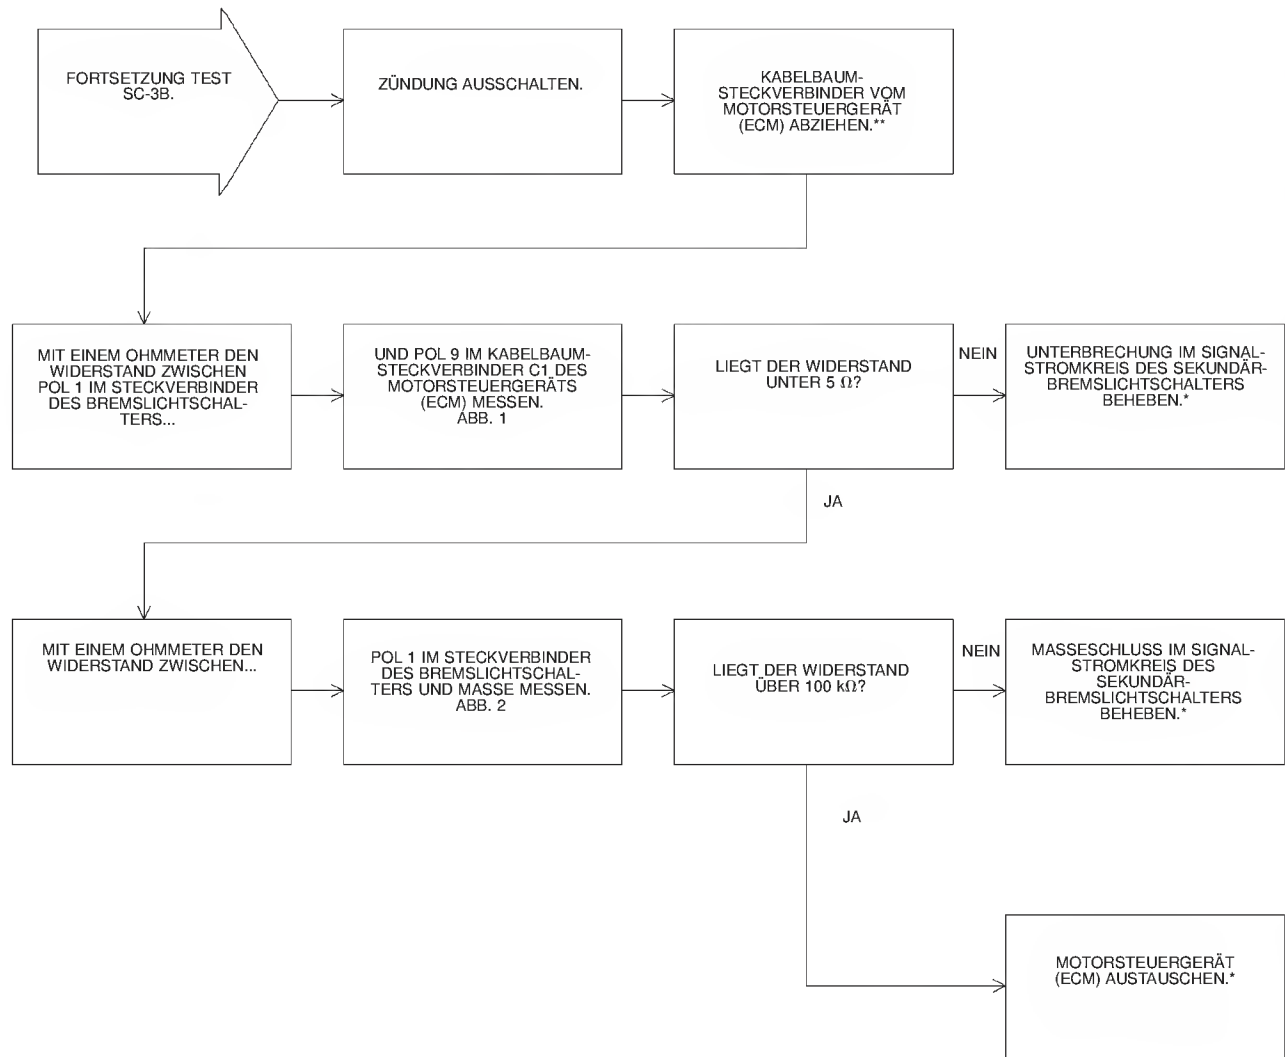 FORTSETZUNG TEST
SC-3B.
ZÜNDUNG AUSSCHALTEN.
KABELBAUM-
STECKVERBINDER VOM
MOTORSTEUERGERÄT
(ECM) ABZIEHEN.**
MIT EINEM OHMMETER DEN
WIDERSTAND ZWISCHEN
POL 1 IM STECKVERBINDER
DES BREMSLICHTSCHAL-
TERS...
UND POL 9 IM KABELBAUM-
STECKVERBINDER C1 DES
MOTORSTEUERGERÄTS
(ECM) MESSEN.
ABB. 1
LIEGT DER WIDERSTAND
UNTER 5 Ω?
NEIN
UNTERBRECHUNG IM SIGNAL-
STROMKREIS DES SEKUNDÄR-
BREMSLICHTSCHALTERS
BEHEBEN.*
JA
MIT EINEM OHMMETER DEN
WIDERSTAND ZWISCHEN...
POL 1 IM STECKVERBINDER
DES BREMSLICHTSCHAL-
TERS UND MASSE MESSEN.
ABB. 2
LIEGT DER WIDERSTAND
ÜBER 100 kΩ?
NEIN
MASSESCHLUSS IM SIGNAL-
STROMKREIS DES
SEKUNDÄR-
BREMSLICHTSCHALTERS
BEHEBEN.*
JA
MOTORSTEUERGERÄT
(ECM) AUSTAUSCHEN.*